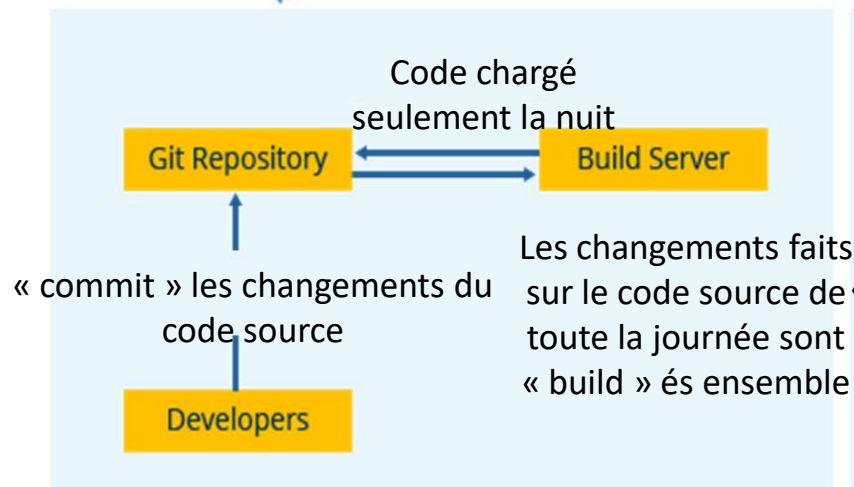 Code chargé
seulement la nuit
Git Repository
Build Server
« commit » les changements du
code source
Les changements faits
sur le code source de
toute la journée sont
« build » és ensemble
Developers